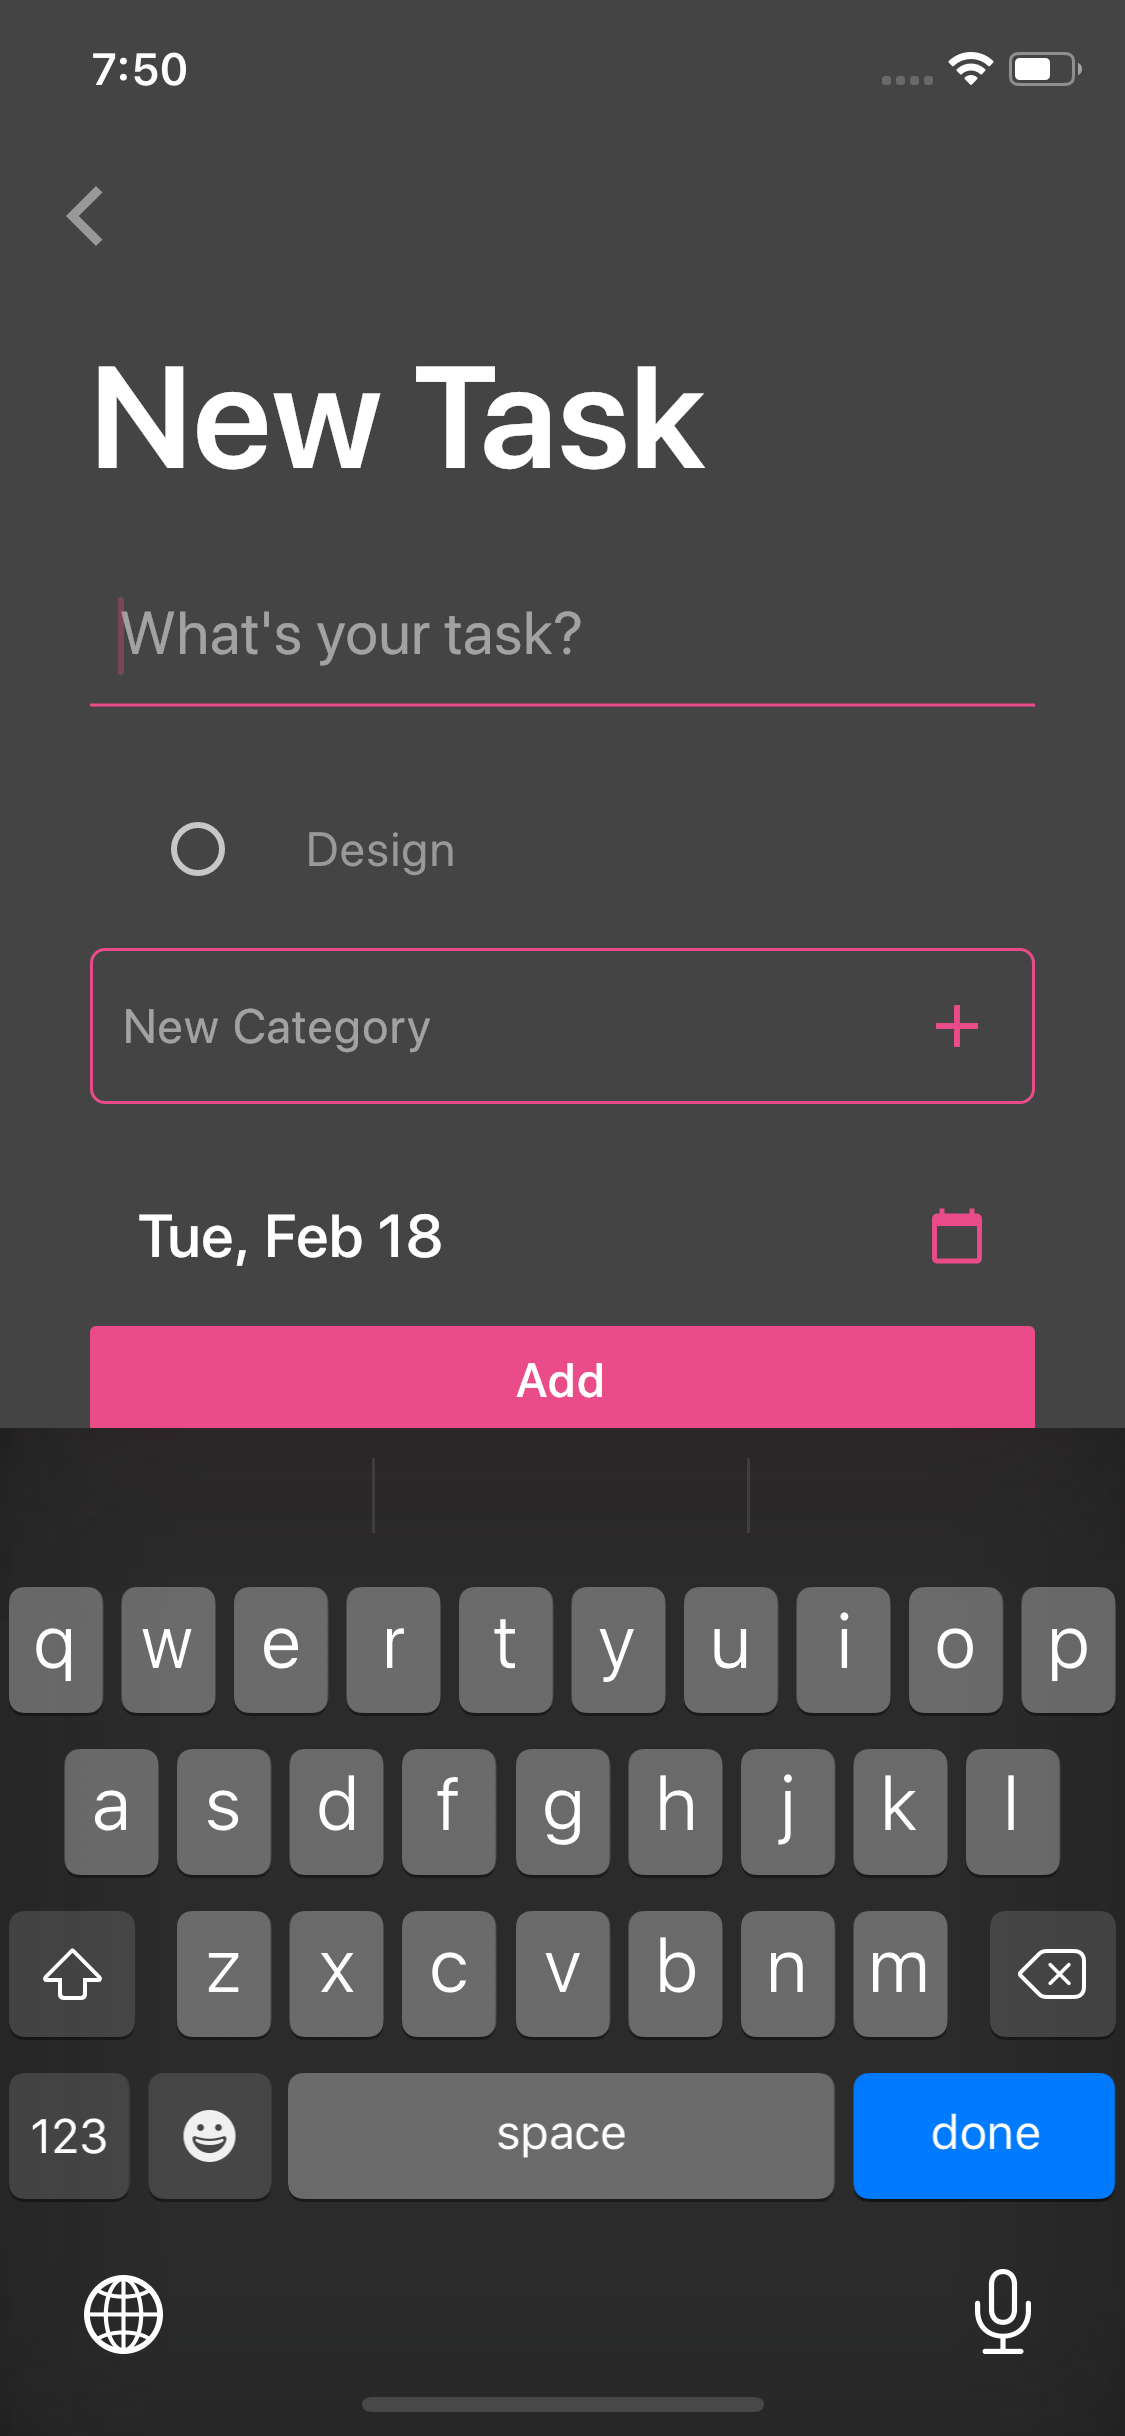 7:50
New Task
What's your task?
Design
New Category
Tue, Feb 18
Add
q w e r t y u i o p
a s d f g h j k l
z x c v b n m
123 space done